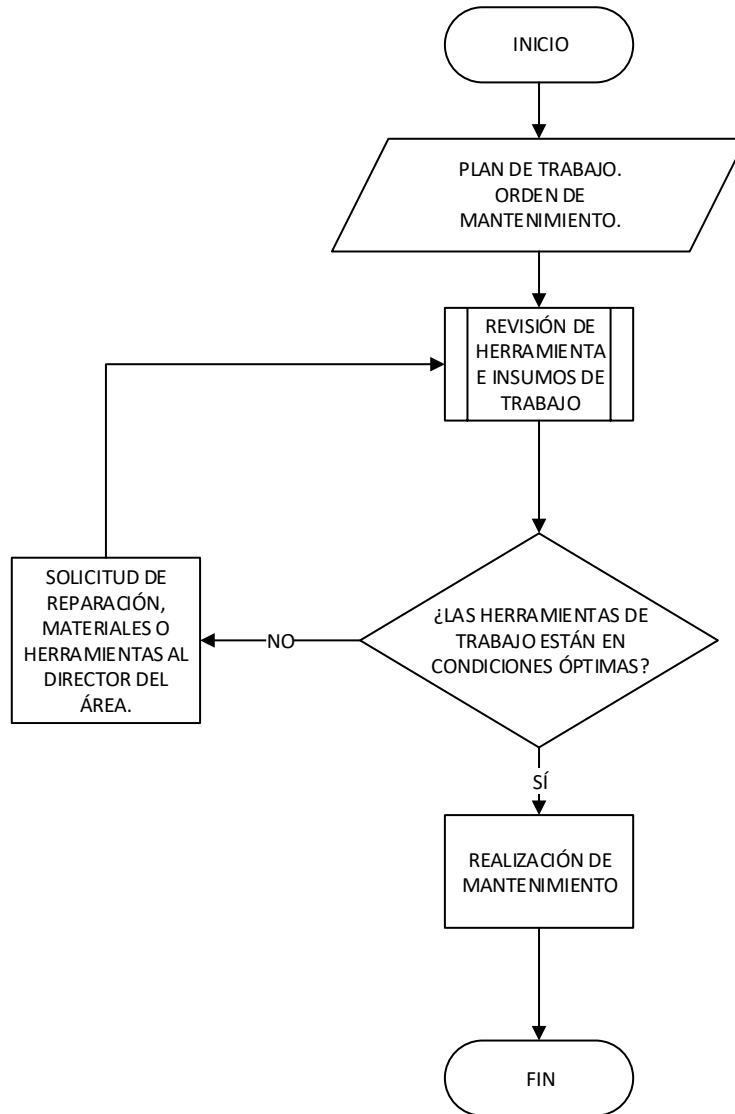 INICIO
PLAN DE TRABAJO.
ORDEN DE
MANTENIMIENTO.
REVISIÓN DE
HERRAMIENTA
E INSUMOS DE
TRABAJO
¿LAS HERRAMIENTAS DE
TRABAJO ESTÁN EN
CONDICIONES ÓPTIMAS?
NO
SOLICITUD DE
REPARACIÓN,
MATERIALES O
HERRAMIENTAS AL
DIRECTOR DEL
ÁREA.
SÍ
REALIZACIÓN DE
MANTENIMIENTO
FIN